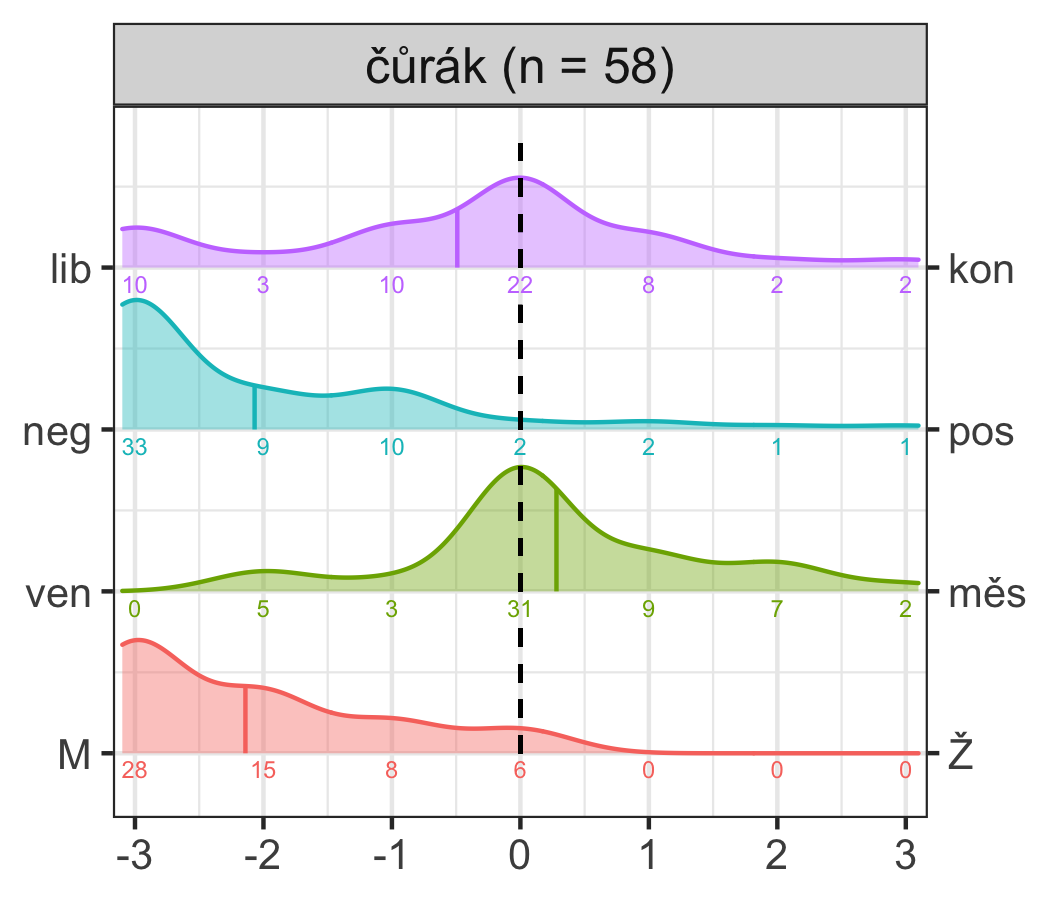 čůrák (n = 58)
lib kon
10 3 10 22 8 2 2
neg pos
33 9 10 2 2 1 1
ven měs
0 5 3 31 9 7 2
M Ž
28 15 8 6 0 0 0
-3 -2 -1 0 1 2 3